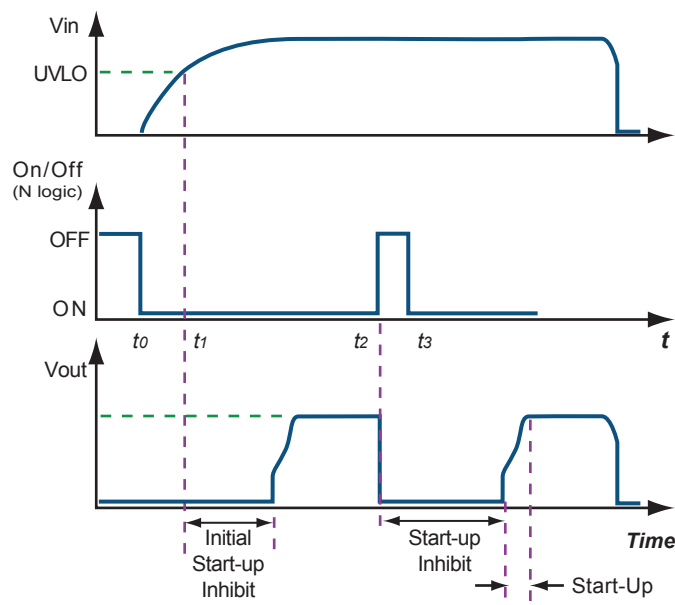 Vin
UVLO
t
On/Off
(N logic)
OFF
ON
t0 t1 t2 t3 t
Vout
Initial
Start-up
Inhibit
Start-up
Inhibit
Time
Start-Up